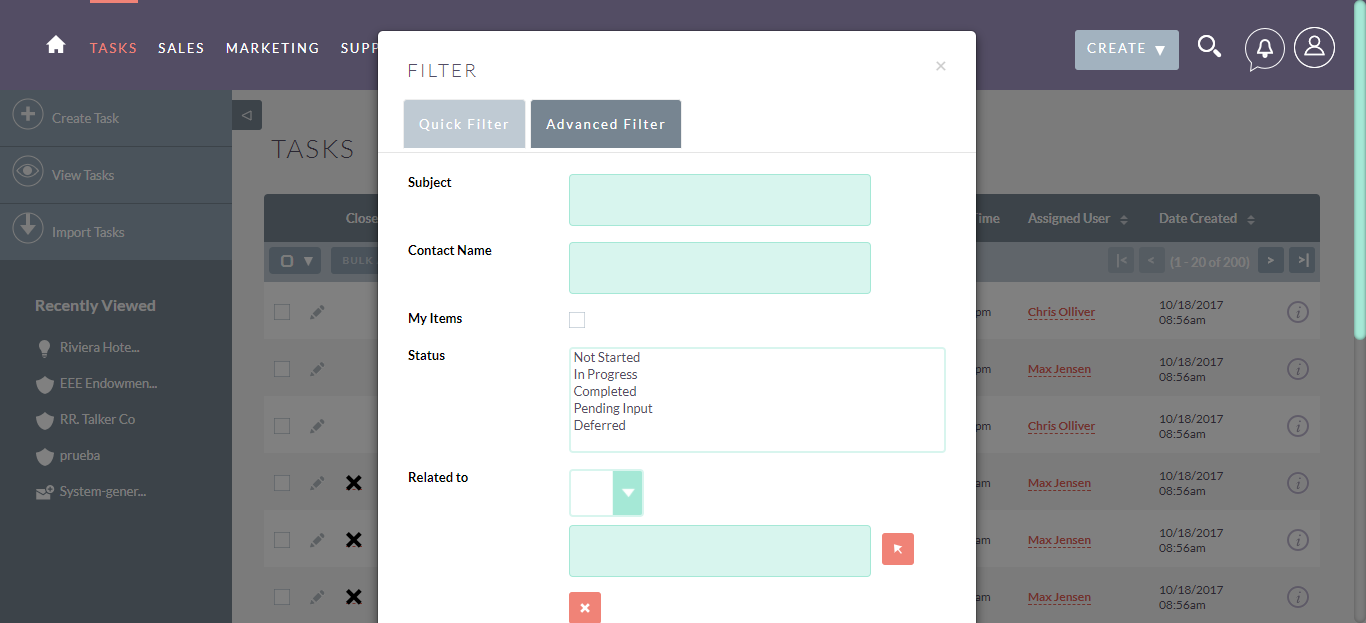 TASKS SALES MARKETING SUPP
CREATE
Create Task
View Tasks
Import Tasks
Recently Viewed
Riviera Hote...
EEE Endowmen...
RR. Talker Co
prueba
System-gener...
TASKS
Close
BULK
FILTER
×
Quick Filter Advanced Filter
Subject
Contact Name
My Items
Status
Not Started
In Progress
Completed
Pending Input
Deferred
Related to
Time Assigned User Date Created
(1 - 20 of 200)
pm Chris Olliver 10/18/2017
08:56am
pm Max Jensen 10/18/2017
08:56am
pm Chris Olliver 10/18/2017
08:56am
am Max Jensen 10/18/2017
08:56am
am Max Jensen 10/18/2017
08:56am
am Max Jensen 10/18/2017
08:56am